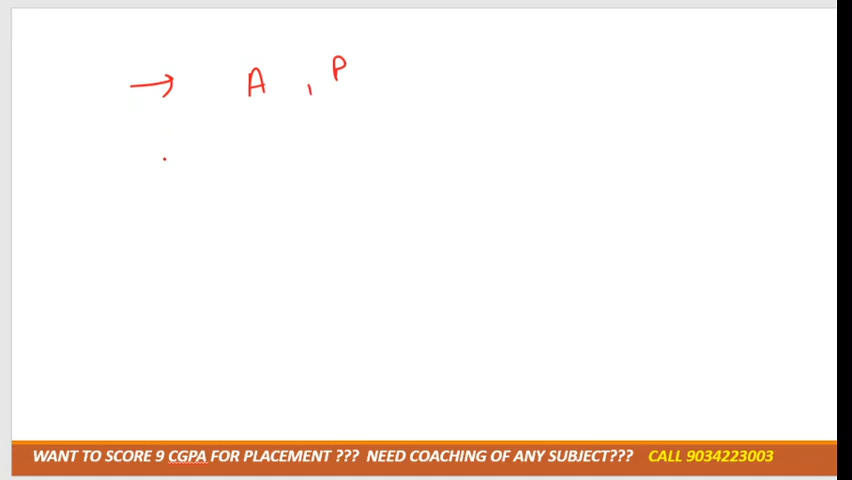 → A , P
WANT TO SCORE 9 CGPA FOR PLACEMENT ??? NEED COACHING OF ANY SUBJECT??? CALL 9034223003